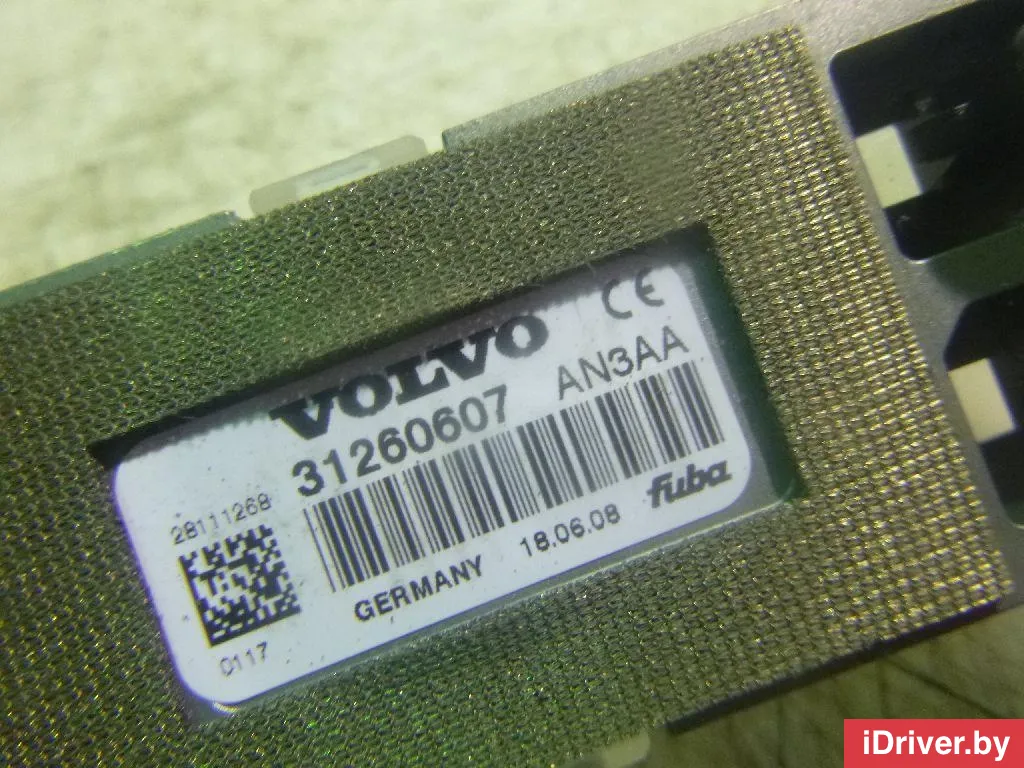 VOLVO CE
31260607 AN3AA
28111268
fuba
GERMANY 18.06.08
0117
iDriver.by